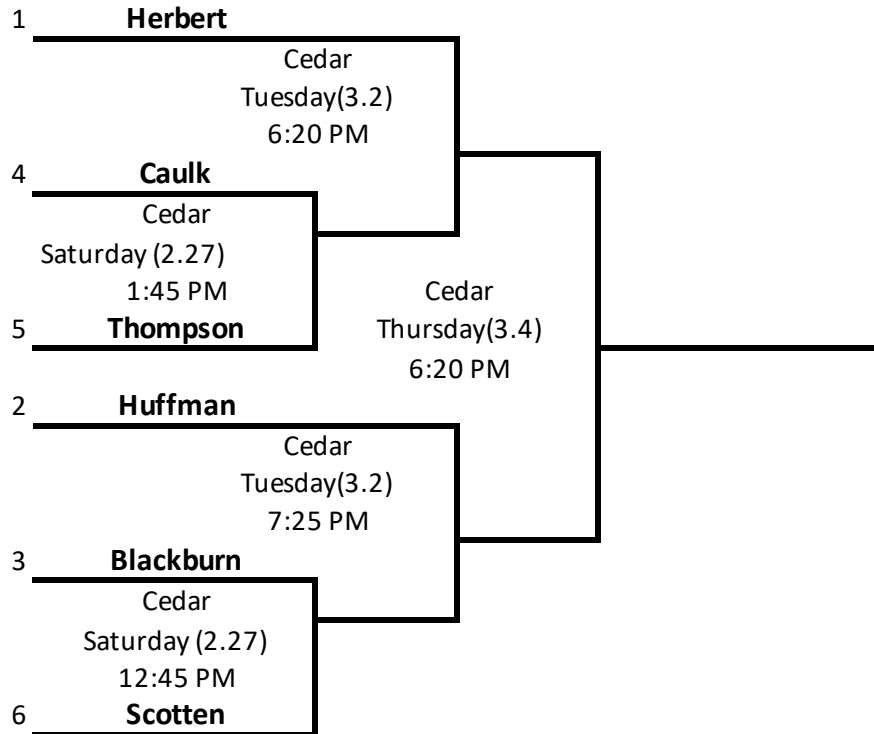 1 Herbert
Cedar
Tuesday(3.2)
6:20 PM
4 Caulk
Cedar
Saturday (2.27)
1:45 PM
5 Thompson
Cedar
Thursday(3.4)
6:20 PM
2 Huffman
Cedar
Tuesday(3.2)
7:25 PM
3 Blackburn
Cedar
Saturday (2.27)
12:45 PM
6 Scotten